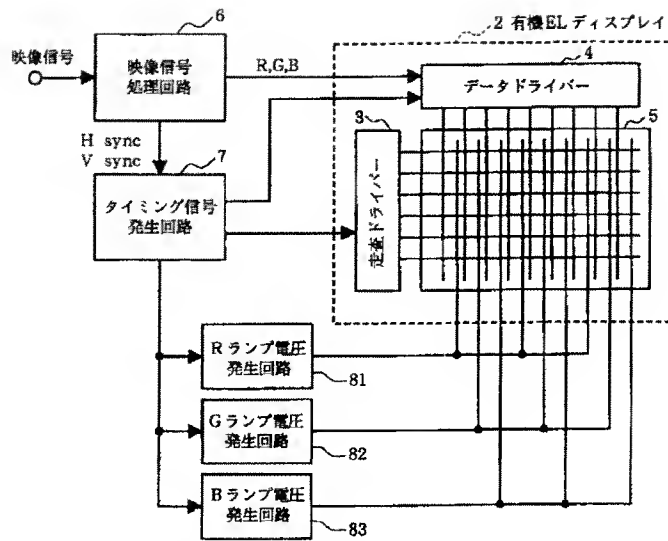 6
2 有機ELディスプレイ
映像信号
映像信号
処理回路
R,G,B
4
データドライバー
3
5
H sync
V sync
7
タイミング信号
発生回路
走査ドライバー
Rランプ電圧
発生回路
81
Gランプ電圧
発生回路
82
Bランプ電圧
発生回路
83